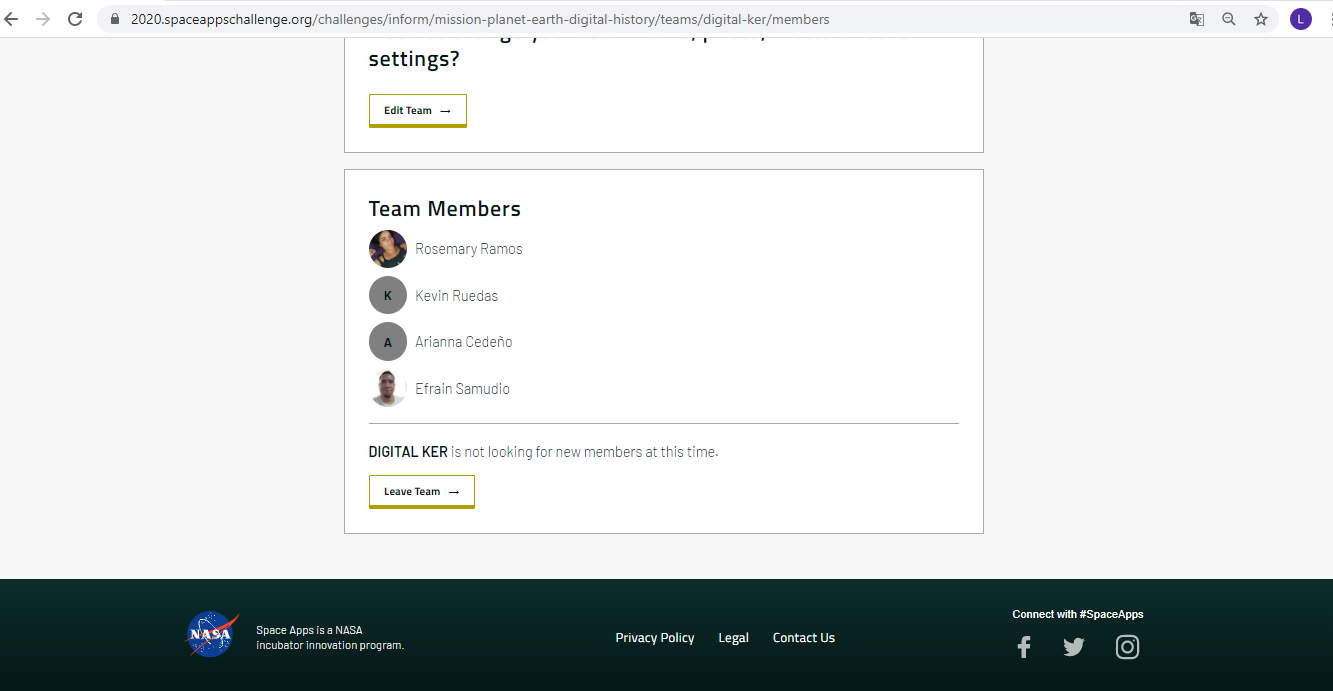 2020.spaceappschallenge.org/challenges/inform/mission-planet-earth-digital-history/teams/digital-ker/members
L
settings?
Edit Team →
Team Members
Rosemary Ramos
K
Kevin Ruedas
A
Arianna Cedeño
Efrain Samudio
DIGITAL KER is not looking for new members at this time.
Leave Team →
Connect with #SpaceApps
NASA
Space Apps is a NASA
incubator innovation program.
Privacy Policy
Legal
Contact Us